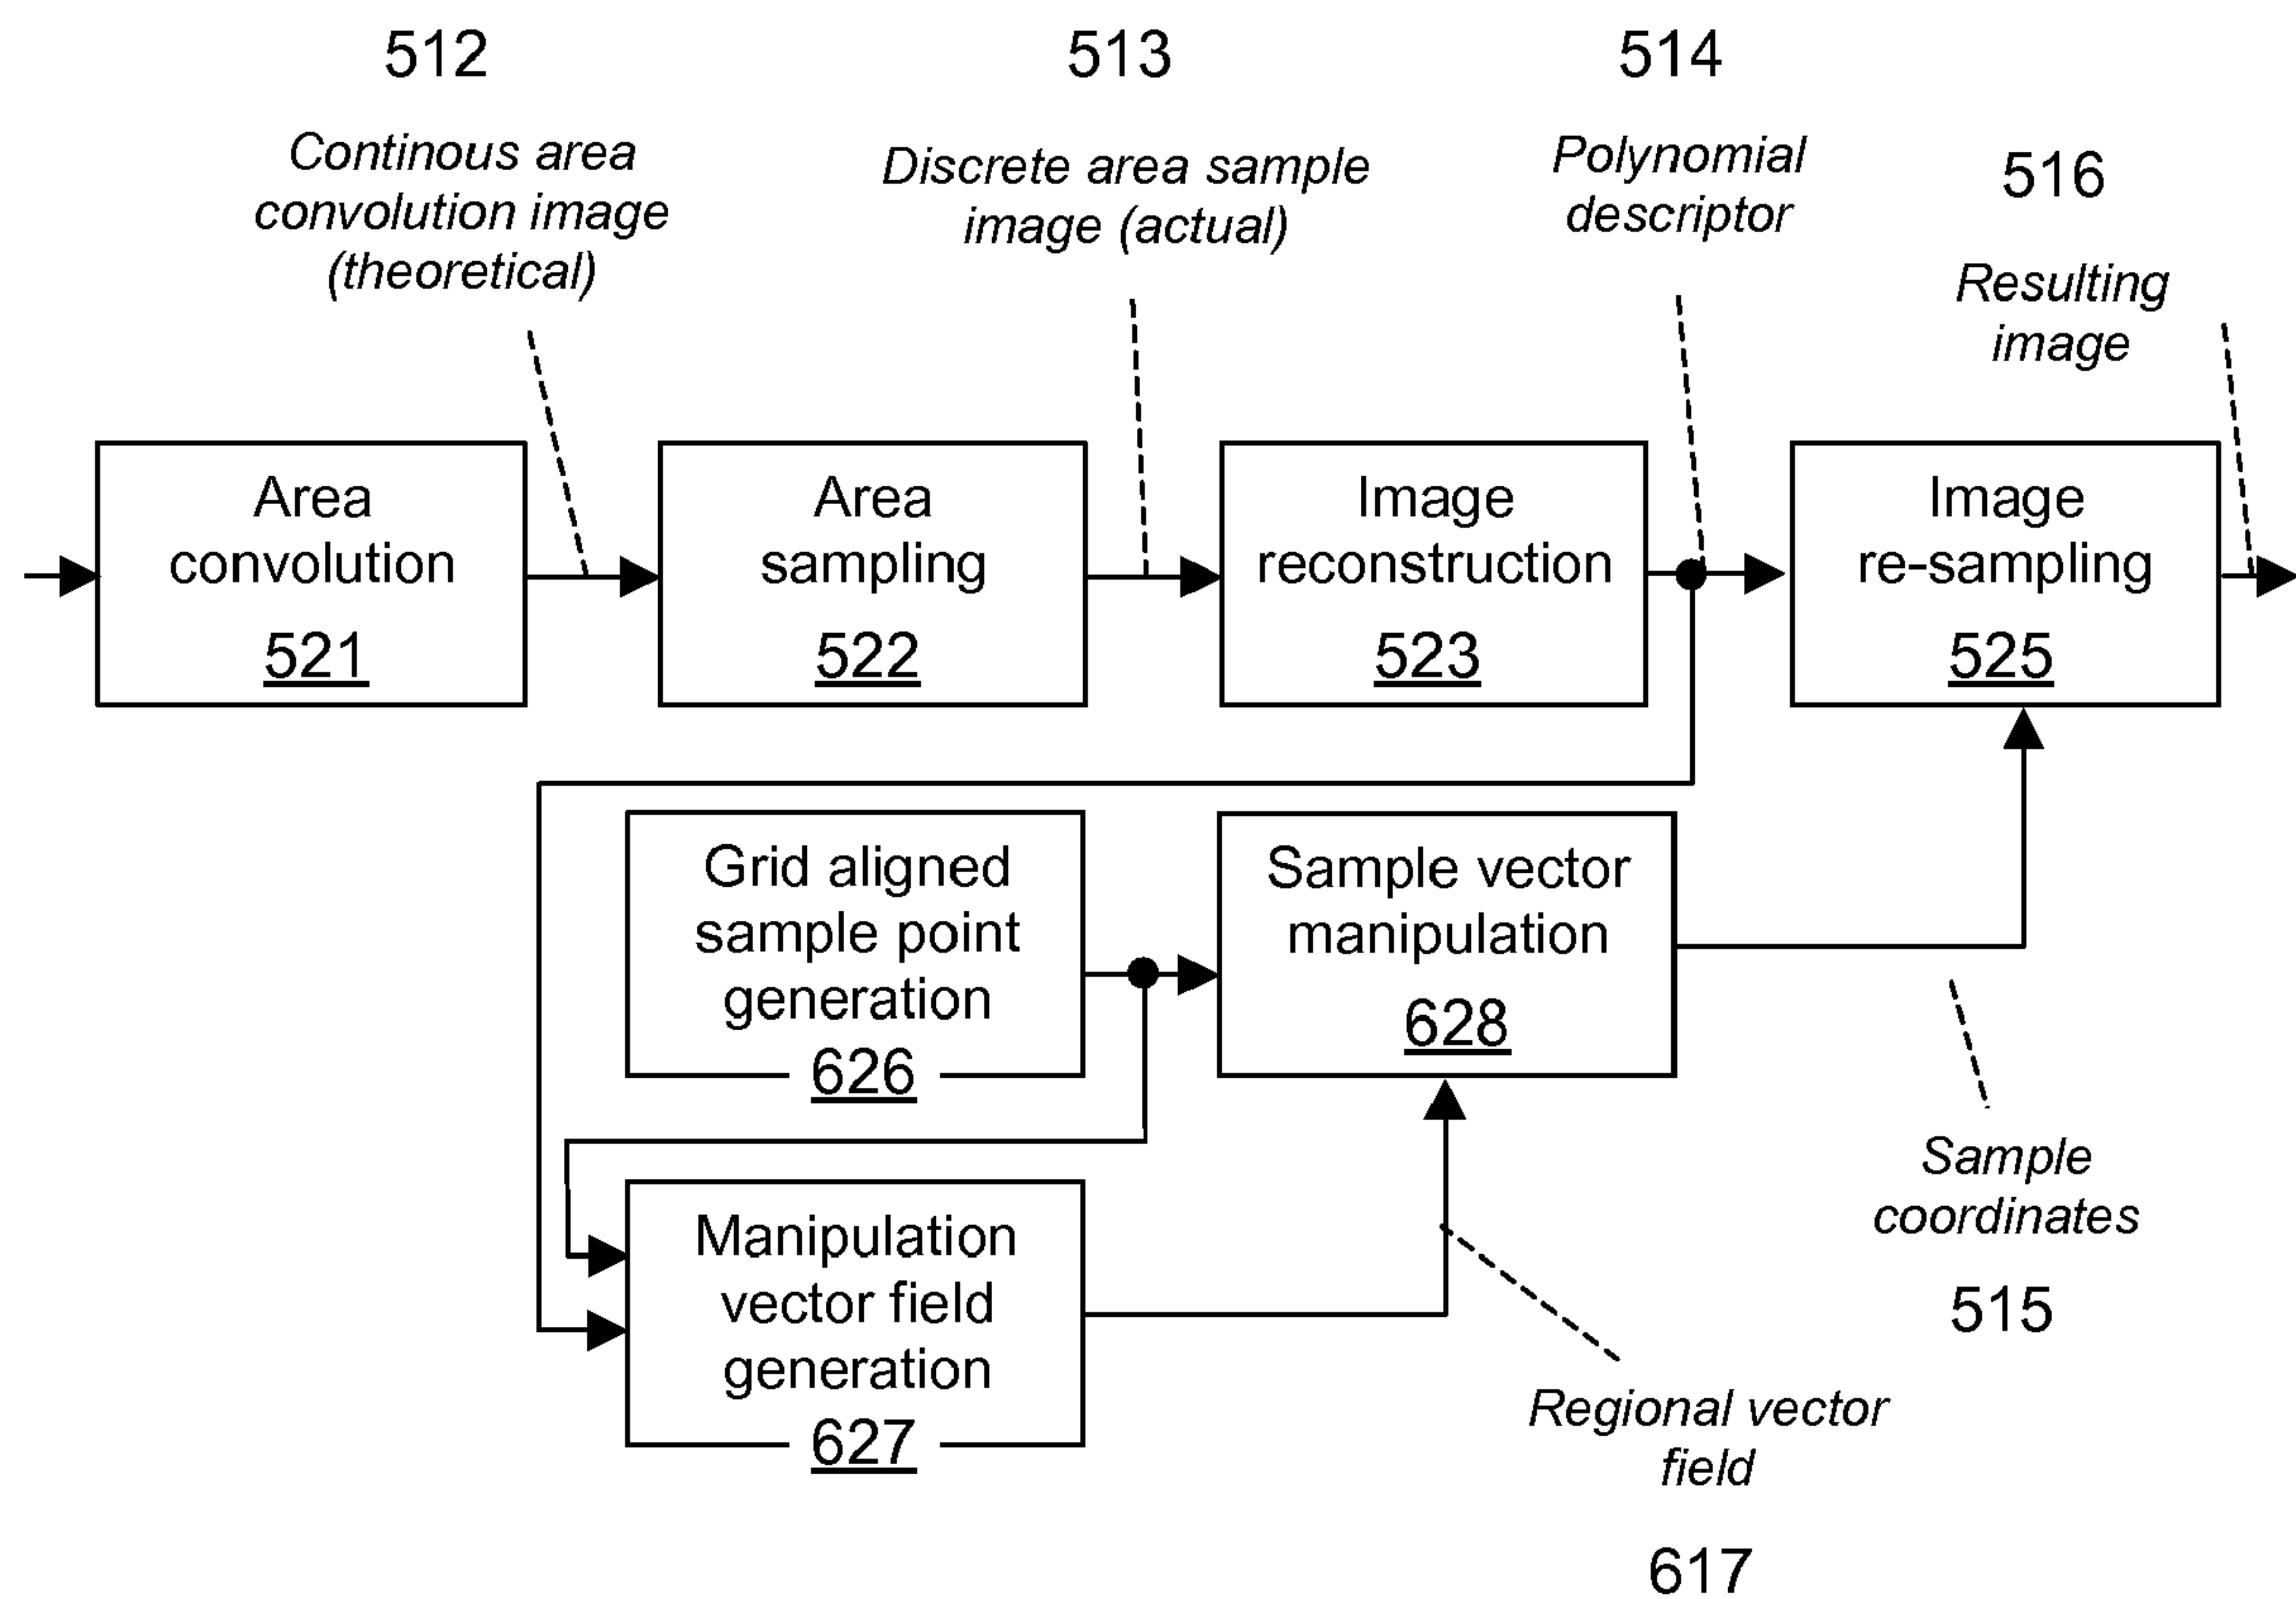 512
Continous area
convolution image
(theoretical)
513
Discrete area sample
image (actual)
514
Polynomial
descriptor
516
Resulting
image
Area
convolution
521
Area
sampling
522
Image
reconstruction
523
Image
re-sampling
525
Grid aligned
sample point
generation
626
Sample vector
manipulation
628
Manipulation
vector field
generation
627
Sample
coordinates
515
Regional vector
field
617